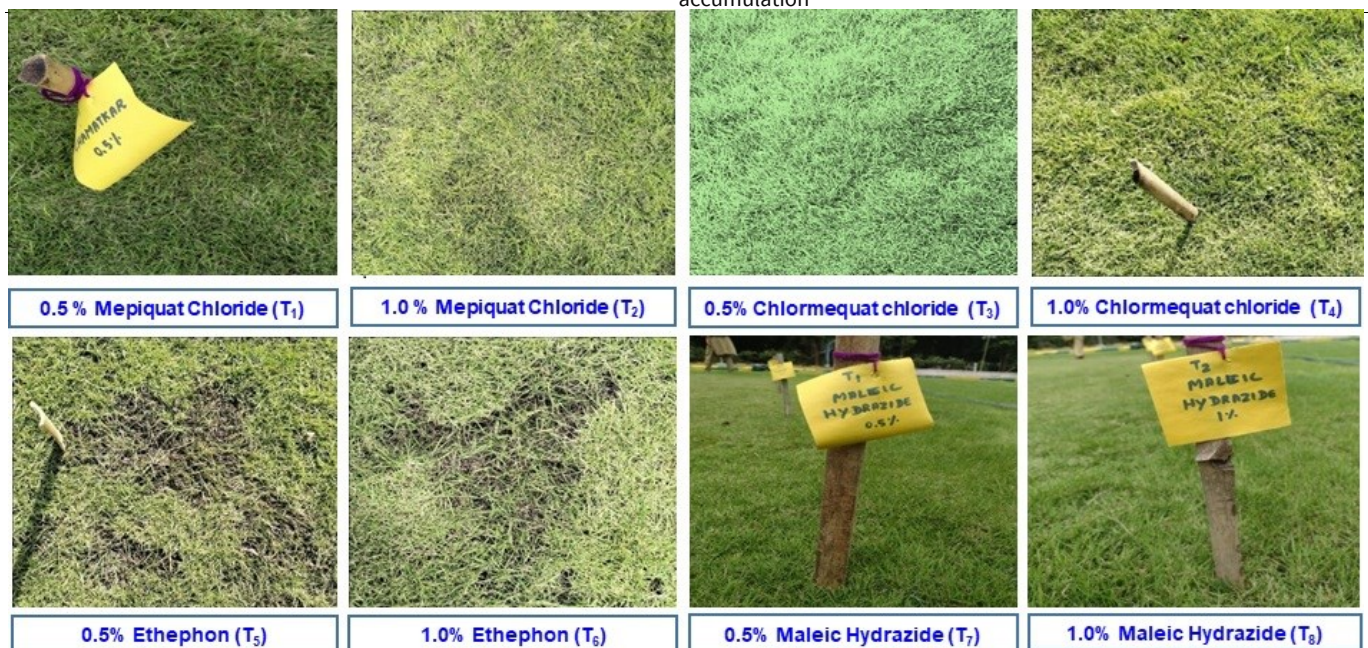 accumulation
CHAMATKAR
0.5%
0.5 % Mepiquat Chloride (T₁)
1.0 % Mepiquat Chloride (T₂)
0.5% Chlormequat chloride (T₃)
1.0% Chlormequat chloride (T₄)
T₁
MALEIC
HYDRAZIDE
0.5%
T₂
MALEIC
HYDRAZIDE
1%
0.5% Ethephon (T₅)
1.0% Ethephon (T₆)
0.5% Maleic Hydrazide (T₇)
1.0% Maleic Hydrazide (T₈)